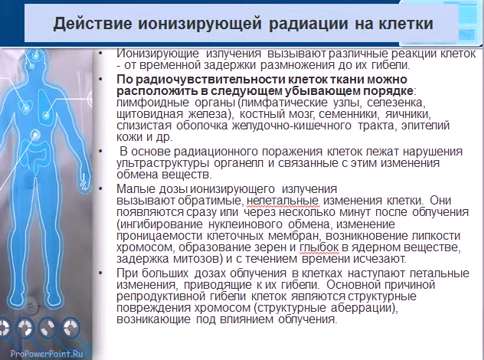 Действие ионизирующей радиации на клетки
Ионизирующие излучения вызывают различные реакции клеток
- от временной задержки размножения до их гибели.
По радиочувствительности клеток ткани можно
расположить в следующем убывающем порядке:
лимфоидные органы (лимфатические узлы, селезенка,
щитовидная железа), костный мозг, семенники, яичники,
слизистая оболочка желудочно-кишечного тракта, эпителий
кожи и др.
В основе радиационного поражения клеток лежат нарушения
ультраструктуры органелл и связанные с этим изменения
обмена веществ.
Малые дозы ионизирующего излучения
вызывают обратимые, нелетальные изменения клетки. Они
появляются сразу или через несколько минут после облучения
(ингибирование нуклеинового обмена, изменение
проницаемости клеточных мембран, возникновение липкости
хромосом, образование зерен и глыбок в ядерном веществе,
задержка митозов) и с течением времени исчезают.
При больших дозах облучения в клетках наступают летальные
изменения, приводящие к их гибели. Основной причиной
репродуктивной гибели клеток являются структурные
повреждения хромосом (структурные аберрации),
возникающие под влиянием облучения.
ProPowerPoint.Ru